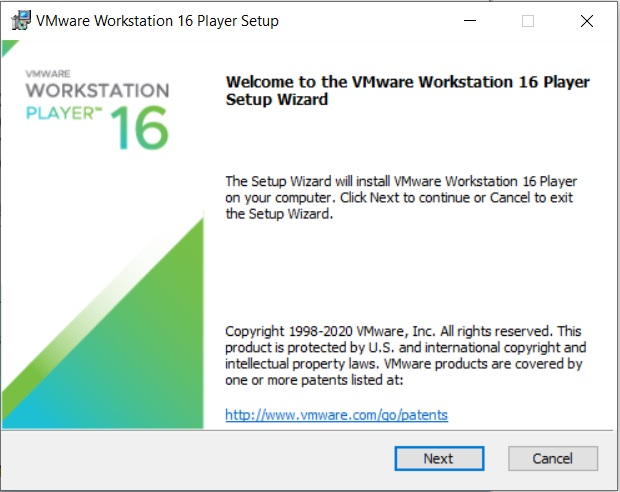 VMware Workstation 16 Player Setup
VMWARE
WORKSTATION
PLAYER™ 16
Welcome to the VMware Workstation 16 Player
Setup Wizard
The Setup Wizard will install VMware Workstation 16 Player
on your computer. Click Next to continue or Cancel to exit
the Setup Wizard.
Copyright 1998-2020 VMware, Inc. All rights reserved. This
product is protected by U.S. and international copyright and
intellectual property laws. VMware products are covered by
one or more patents listed at:
http://www.vmware.com/go/patents
Next
Cancel